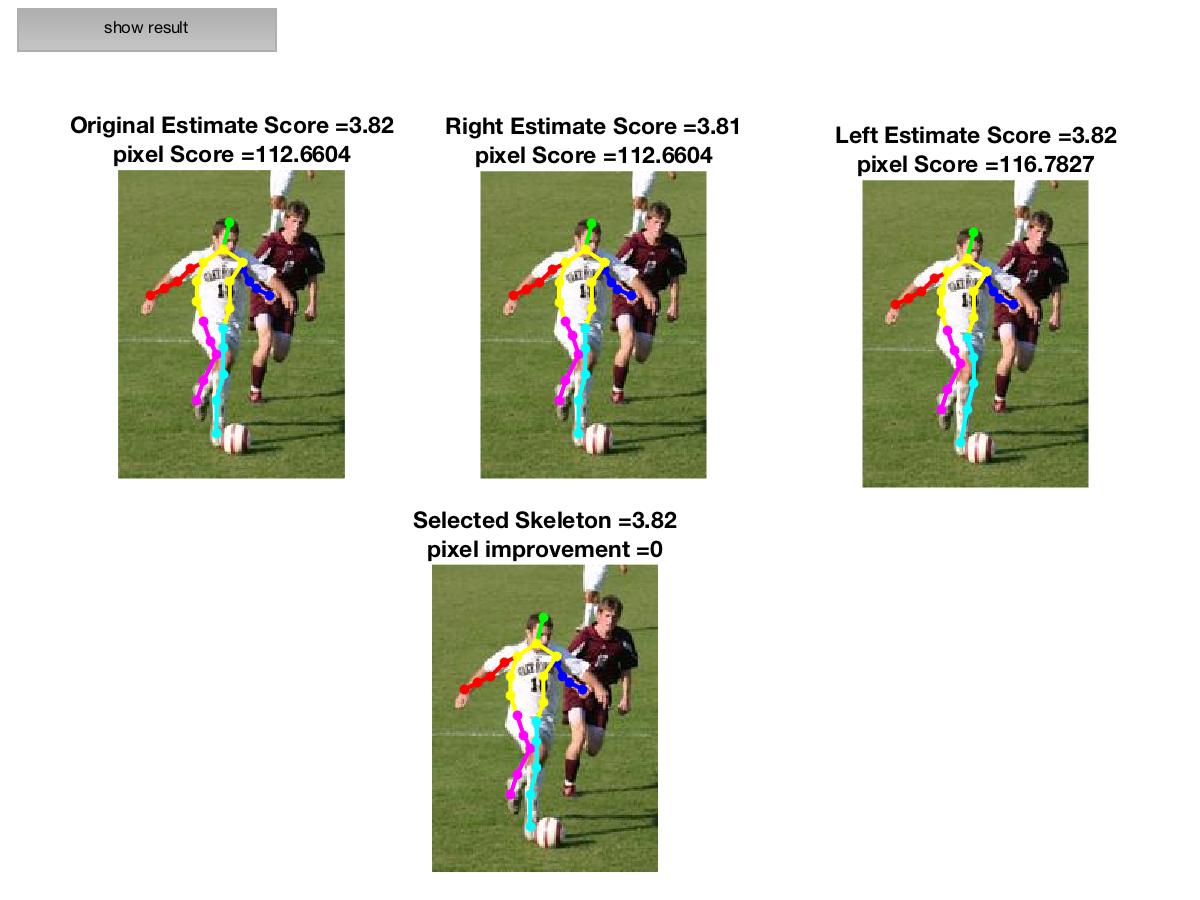 show result
Original Estimate Score =3.82
pixel Score =112.6604
Right Estimate Score =3.81
pixel Score =112.6604
Left Estimate Score =3.82
pixel Score =116.7827
Selected Skeleton =3.82
pixel improvement =0